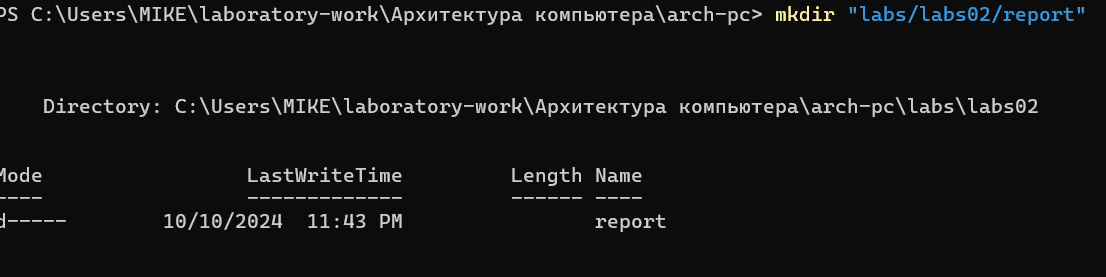 PS C:\Users\MIKE\laboratory-work\Архитектура компьютера\arch-pc> mkdir "labs/labs02/report"
Directory: C:\Users\MIKE\laboratory-work\Архитектура компьютера\arch-pc\labs\labs02
Mode LastWriteTime Length Name
---- ------------- ------ ----
d----- 10/10/2024 11:43 PM report